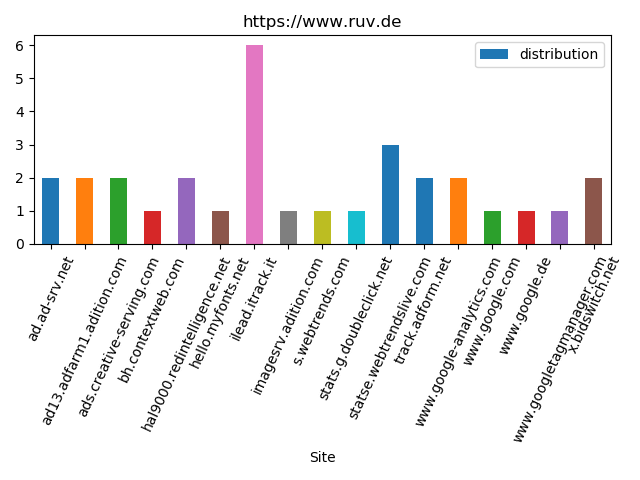 https://www.ruv.de
distribution
6
5
4
3
2
1
0
ad.ad-srv.net
ad13.adfarm1.adition.com
ads.creative-serving.com
bh.contextweb.com
hal9000.redintelligence.net
hello.myfonts.net
ilead.itrack.it
imagesrv.adition.com
s.webtrends.com
stats.g.doubleclick.net
statse.webtrendslive.com
track.adform.net
www.google-analytics.com
www.google.com
www.google.de
www.googletagmanager.com
x.bidswitch.net
Site